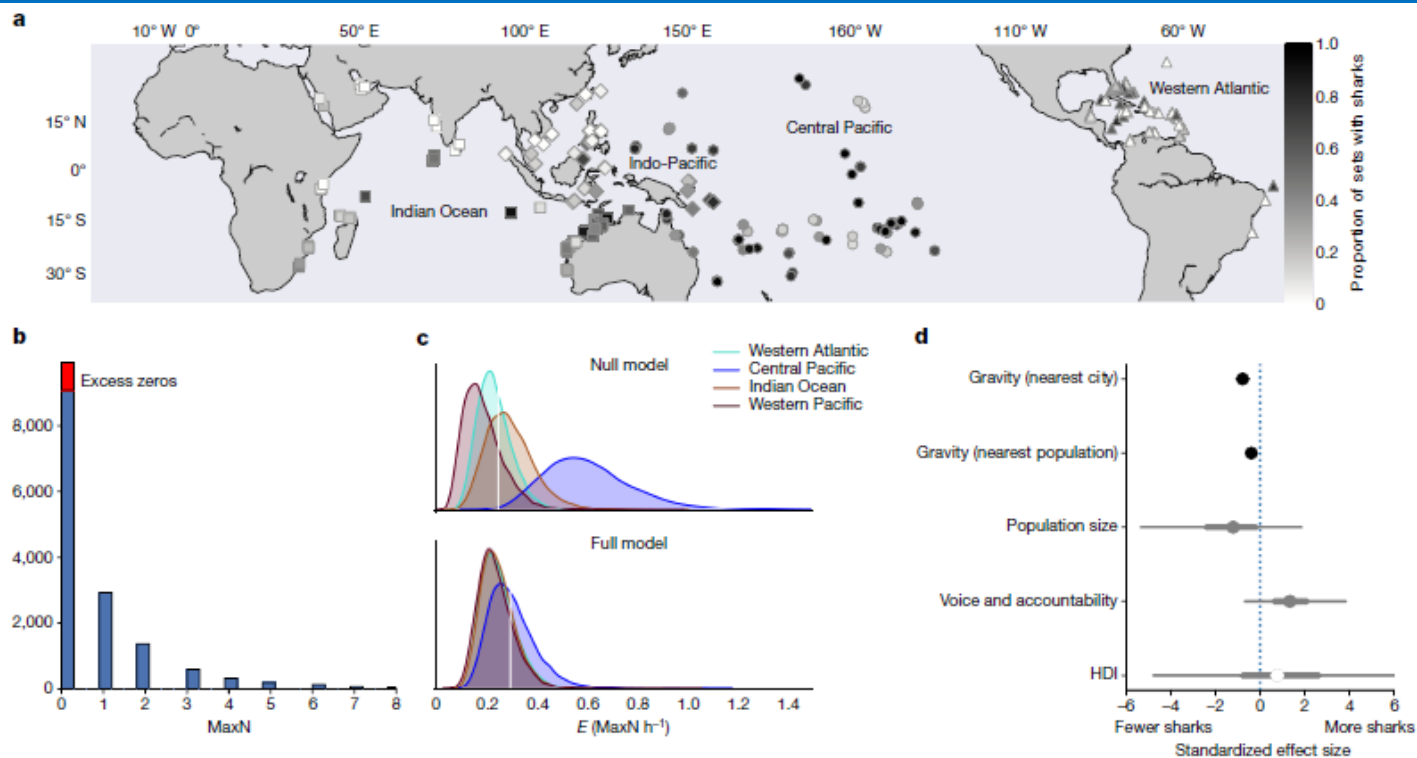 a
10° W 0° 50° E 100° E 150° E 160° W 110° W 60° W
15° N
0°
15° S
30° S
Indian Ocean
Indo-Pacific
Central Pacific
Western Atlantic
1.0
0.8
0.6
0.4
0.2
0
Proportion of sets with sharks
b
Excess zeros
8,000
6,000
4,000
2,000
0
0 1 2 3 4 5 6 7 8
MaxN
c
Null model
Western Atlantic
Central Pacific
Indian Ocean
Western Pacific
Full model
0 0.2 0.4 0.6 0.8 1.0 1.2 1.4
E (MaxN h⁻¹)
d
Gravity (nearest city)
Gravity (nearest population)
Population size
Voice and accountability
HDI
–6 –4 –2 0 2 4 6
Fewer sharks More sharks
Standardized effect size